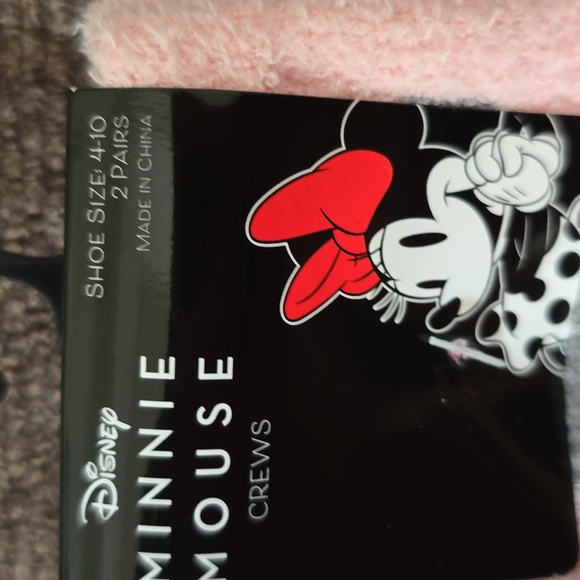 Disney
MINNIE
MOUSE
CREWS
SHOE SIZE: 4-10
2 PAIRS
MADE IN CHINA